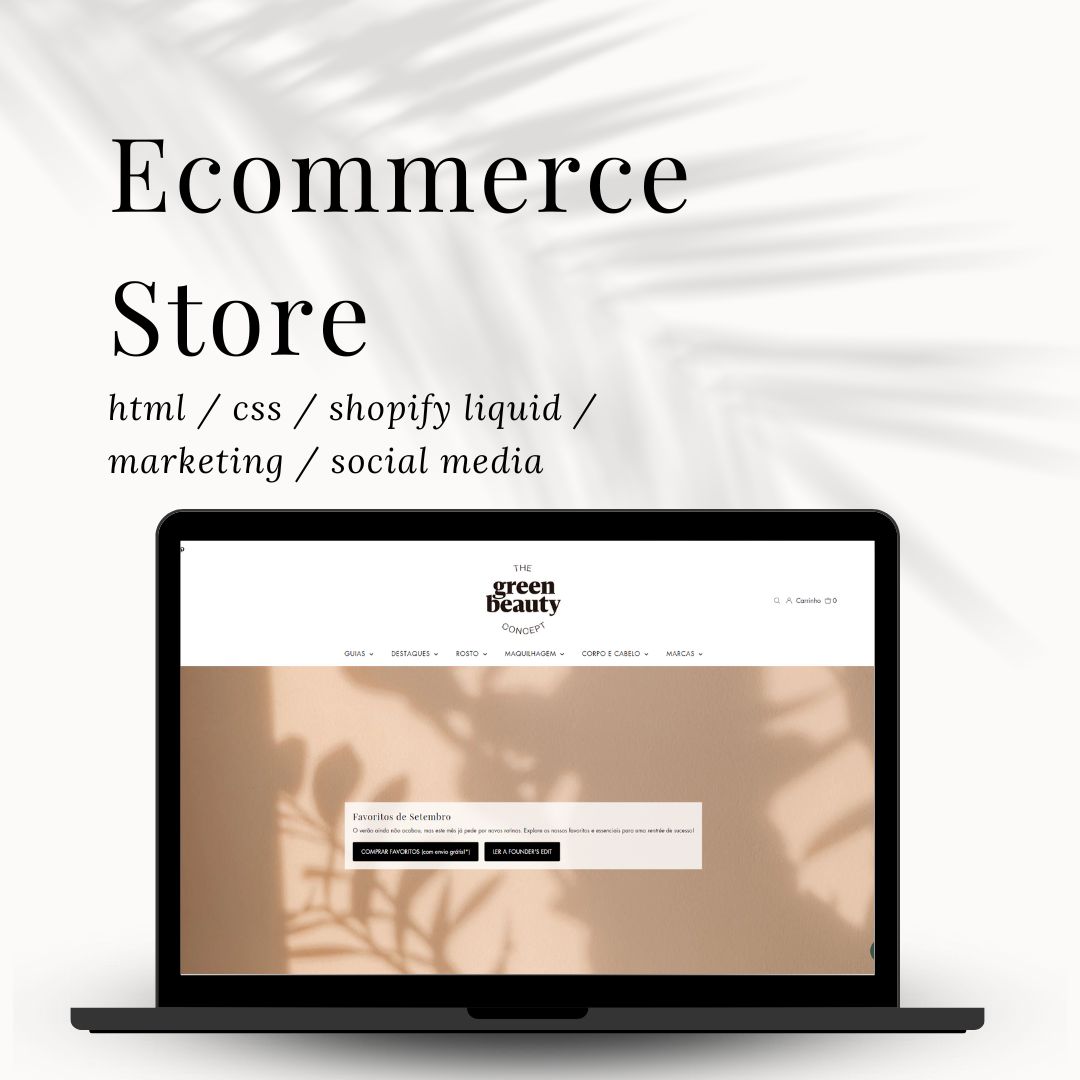 Ecommerce
Store
html / css / shopify liquid /
marketing / social media
THE
green
beauty
CONCEPT
Carrinho 0
GUIAS DESTAQUES ROSTO MAQUILHAGEM CORPO E CABELO MARCAS
Favoritos de Setembro
O verão ainda não acabou, mas este mês já pede por novas rotinas. Explore os nossos favoritos e essenciais para uma rentrée de sucesso!
COMPRAR FAVORITOS (com envio grátis!*) LER A FOUNDER'S EDIT